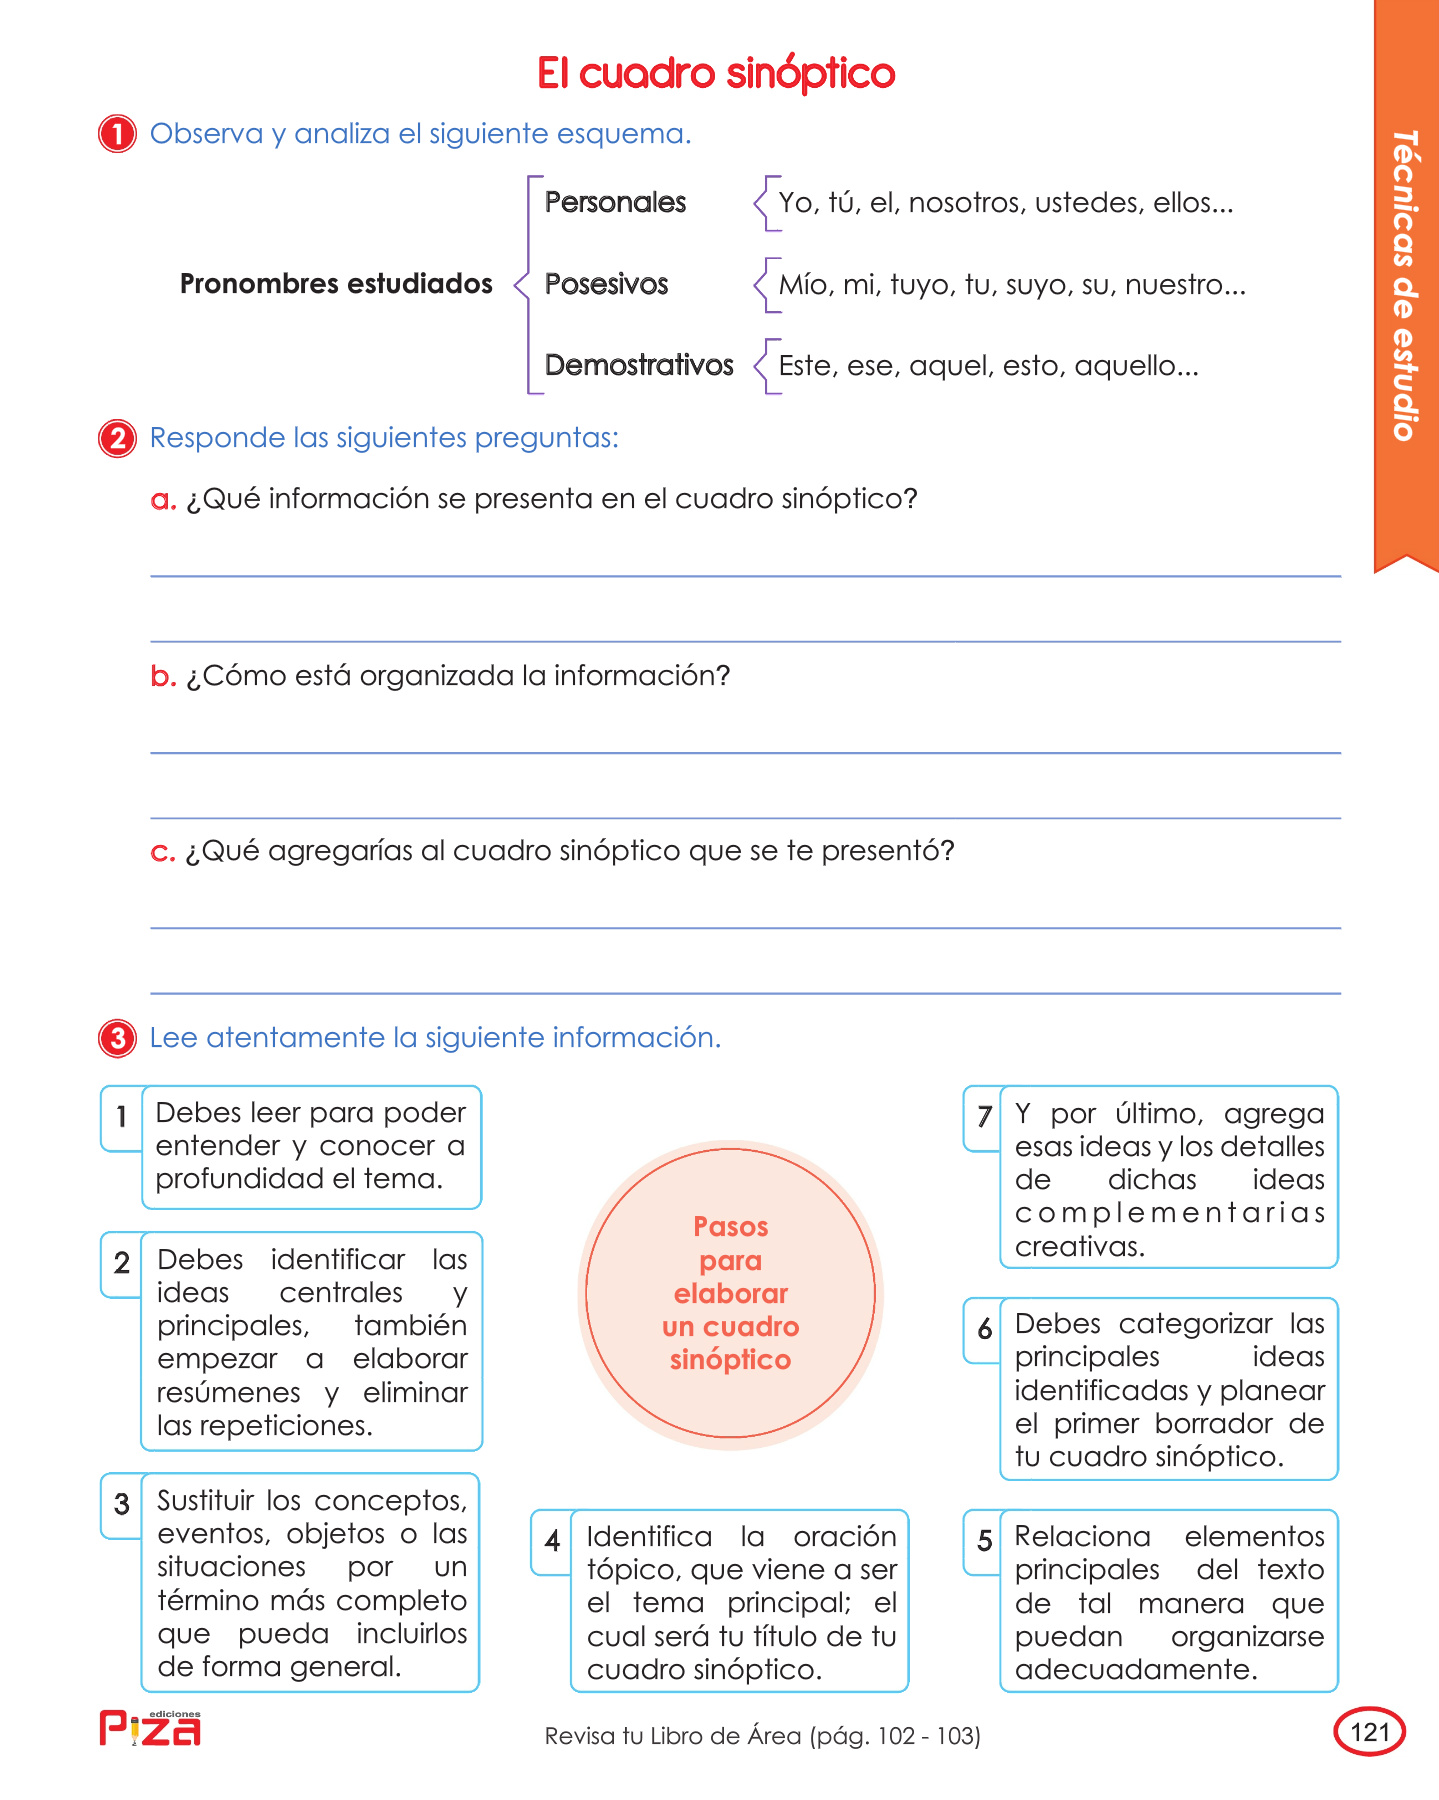 El cuadro sinóptico
Técnicas de estudio
1 Observa y analiza el siguiente esquema.
Pronombres estudiados
Personales
Yo, tú, el, nosotros, ustedes, ellos...
Posesivos
Mío, mi, tuyo, tu, suyo, su, nuestro...
Demostrativos
Este, ese, aquel, esto, aquello...
2 Responde las siguientes preguntas:
a. ¿Qué información se presenta en el cuadro sinóptico?
b. ¿Cómo está organizada la información?
c. ¿Qué agregarías al cuadro sinóptico que se te presentó?
3 Lee atentamente la siguiente información.
Pasos
para
elaborar
un cuadro
sinóptico
1
Debes leer para poder
entender y conocer a
profundidad el tema.
2
Debes identificar las
ideas centrales y
principales, también
empezar a elaborar
resúmenes y eliminar
las repeticiones.
3
Sustituir los conceptos,
eventos, objetos o las
situaciones por un
término más completo
que pueda incluirlos
de forma general.
4
Identifica la oración
tópico, que viene a ser
el tema principal; el
cual será tu título de tu
cuadro sinóptico.
5
Relaciona elementos
principales del texto
de tal manera que
puedan organizarse
adecuadamente.
6
Debes categorizar las
principales ideas
identificadas y planear
el primer borrador de
tu cuadro sinóptico.
7
Y por último, agrega
esas ideas y los detalles
de dichas ideas
complementarias
creativas.
ediciones
Piza
Revisa tu Libro de Área (pág. 102 - 103)
121